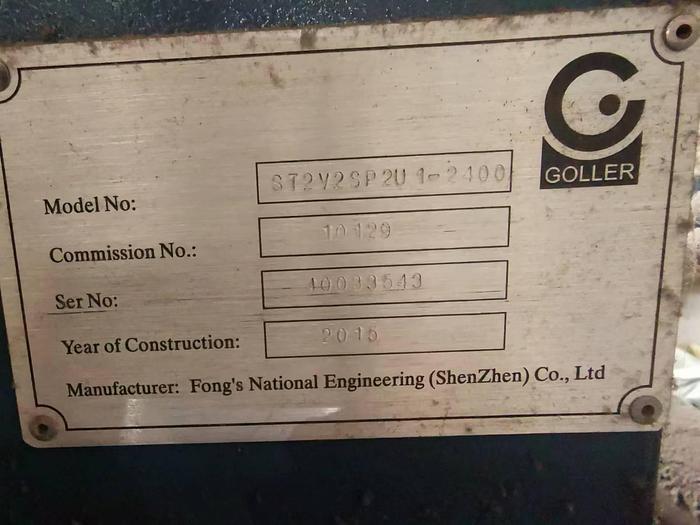 GOLLER
Model No: ST2V2SP2U1-2400
Commission No.: 10129
Ser No: 40033543
Year of Construction: 2015
Manufacturer: Fong's National Engineering (ShenZhen) Co., Ltd